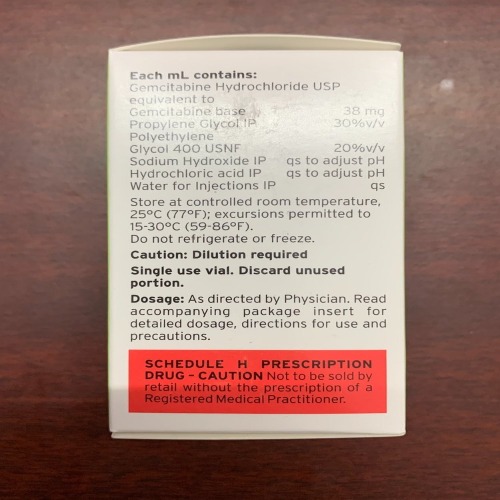 Each mL contains:
Gemcitabine Hydrochloride USP
equivalent to
Gemcitabine base 38 mg
Propylene Glycol IP 30%v/v
Polyethylene
Glycol 400 USNF 20%v/v
Sodium Hydroxide IP qs to adjust pH
Hydrochloric acid IP qs to adjust pH
Water for Injections IP qs
Store at controlled room temperature,
25°C (77°F); excursions permitted to
15-30°C (59-86°F).
Do not refrigerate or freeze.
Caution: Dilution required
Single use vial. Discard unused
portion.
Dosage: As directed by Physician. Read
accompanying package insert for
detailed dosage, directions for use and
precautions.
SCHEDULE H PRESCRIPTION
DRUG - CAUTION Not to be sold by
retail without the prescription of a
Registered Medical Practitioner.